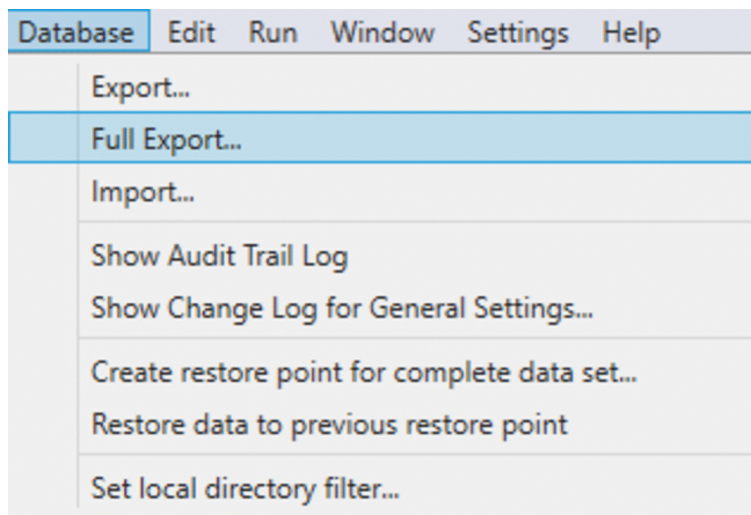 Database Edit Run Window Settings Help
Export...
Full Export...
Import...
Show Audit Trail Log
Show Change Log for General Settings...
Create restore point for complete data set...
Restore data to previous restore point
Set local directory filter...